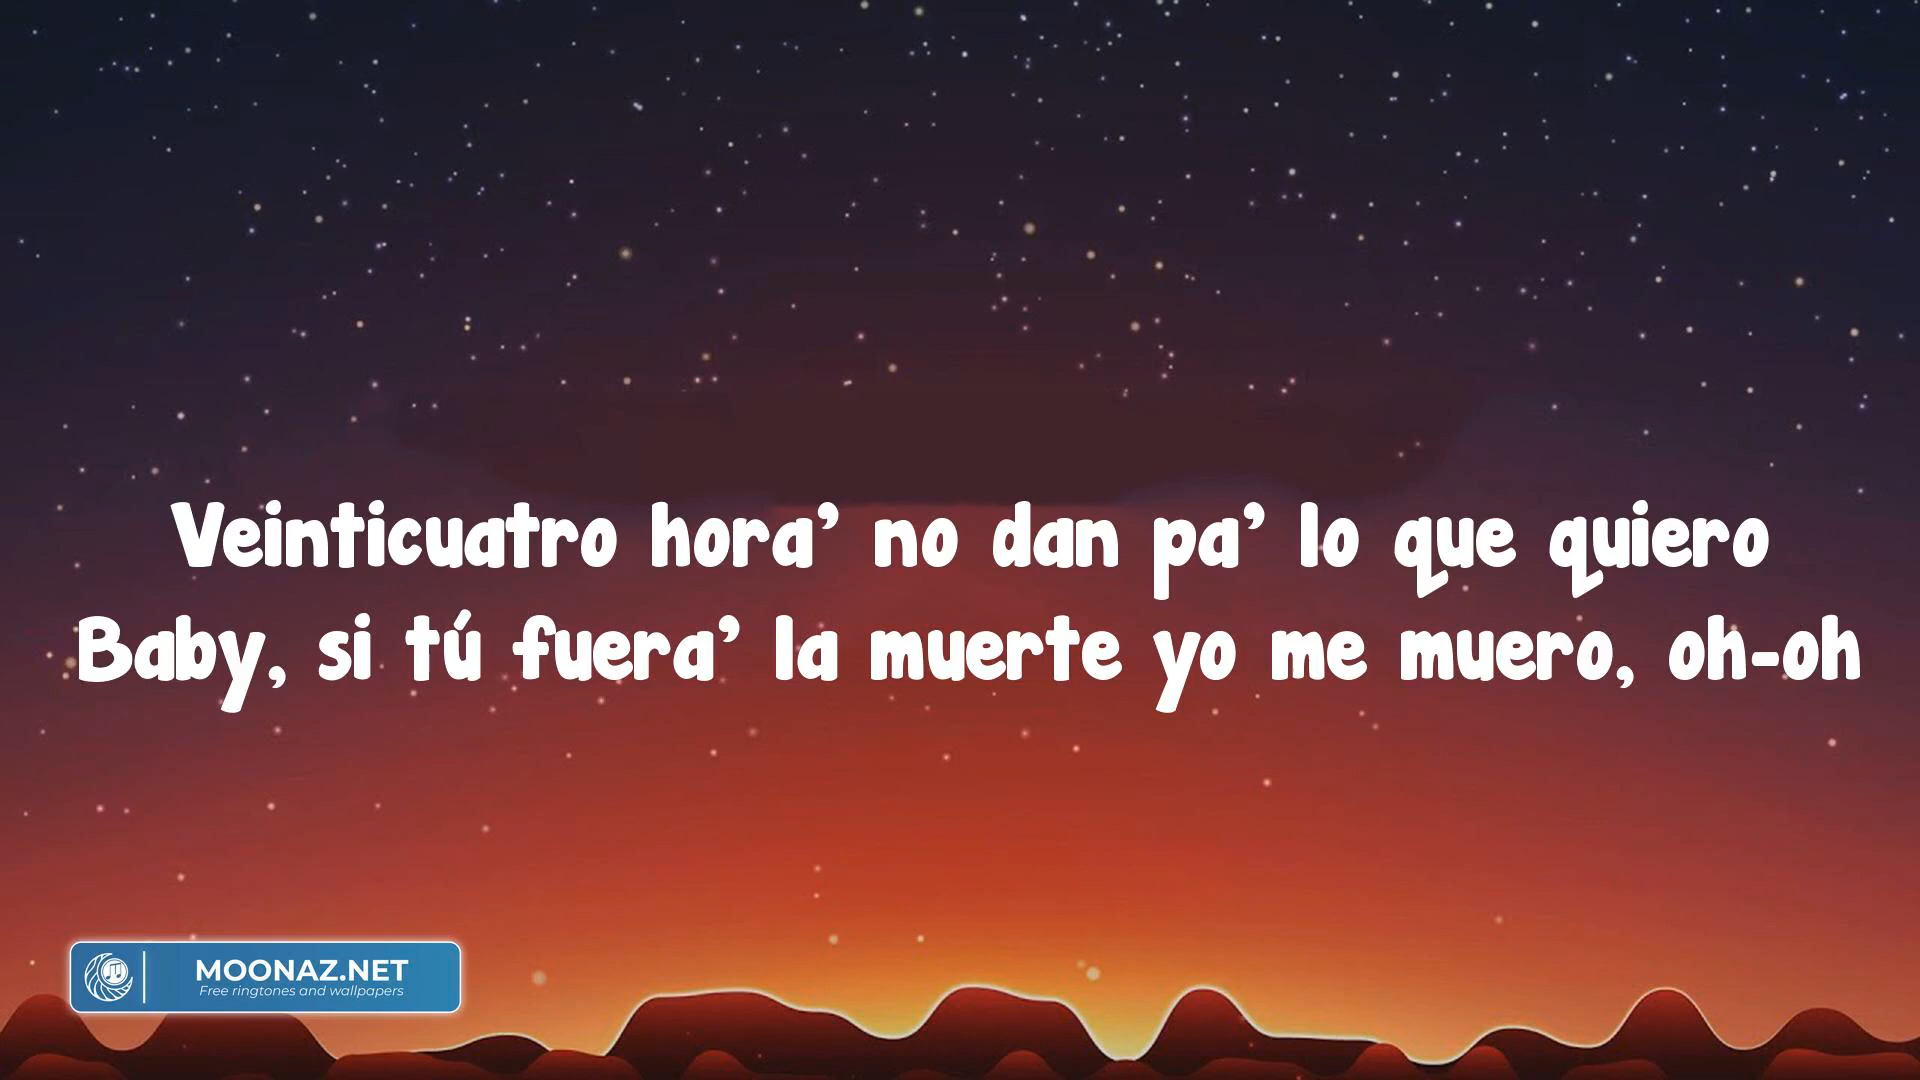 Veinticuatro hora’ no dan pa’ lo que quiero
Baby, si tú fuera’ la muerte yo me muero, oh-oh
MOONAZ.NET
Free ringtones and wallpapers